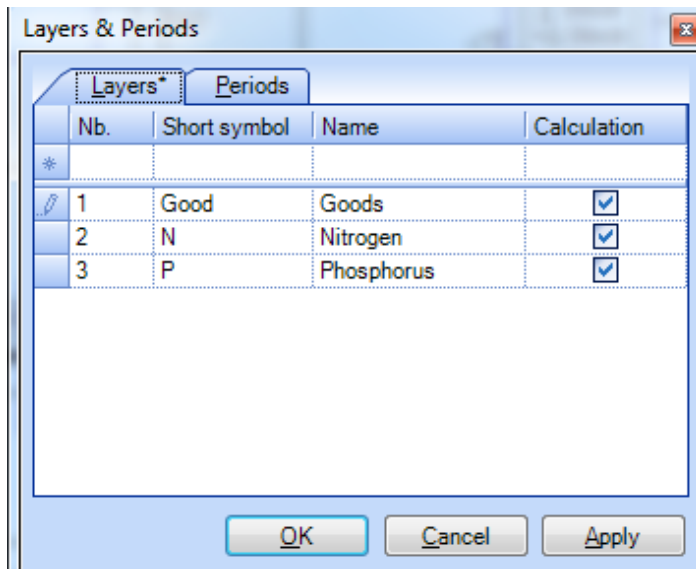 Layers & Periods
Layers* Periods
Nb. Short symbol Name Calculation
1 Good Goods
2 N Nitrogen
3 P Phosphorus
OK Cancel Apply